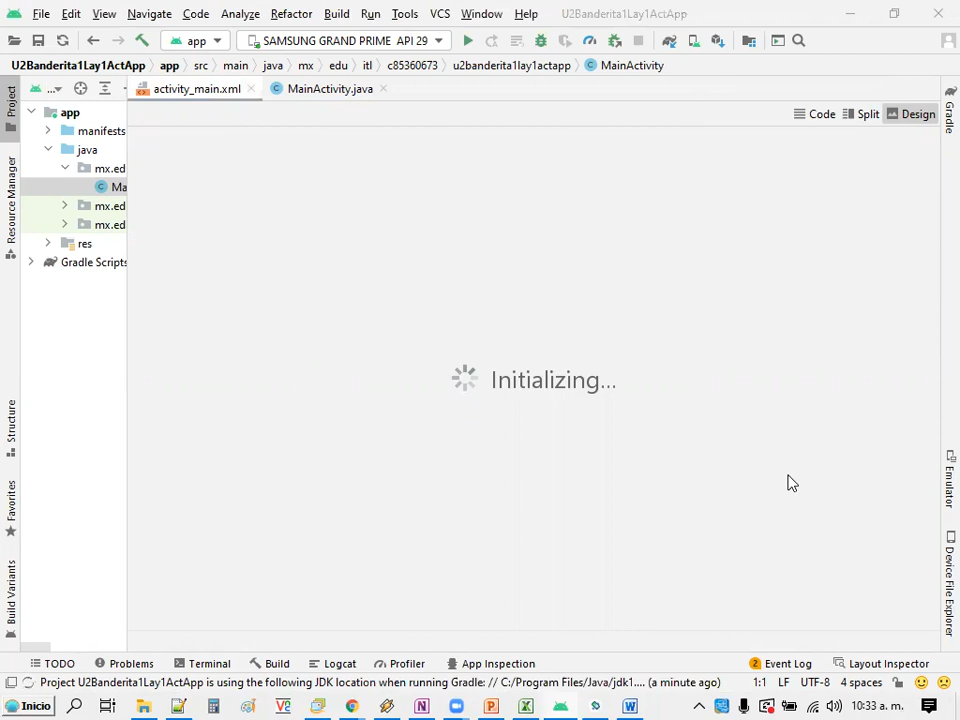 File Edit View Navigate Code Analyze Refactor Build Run Tools VCS Window Help U2Banderita1Lay1ActApp
app SAMSUNG GRAND PRIME API 29
U2Banderita1Lay1ActApp app src main java mx edu itl c85360673 u2banderita1lay1actapp MainActivity
... activity_main.xml MainActivity.java
Code Split Design
app
manifests
java
mx.ed
Ma
mx.ed
mx.ed
res
Gradle Scripts
Project
Resource Manager
Structure
Favorites
Build Variants
Initializing...
Gradle
Emulator
Device File Explorer
TODO Problems Terminal Build Logcat Profiler App Inspection 2 Event Log Layout Inspector
Project U2Banderita1Lay1ActApp is using the following JDK location when running Gradle: // C:/Program Files/Java/jdk1.... (a minute ago) 1:1 LF UTF-8 4 spaces
Inicio 10:33 a. m.